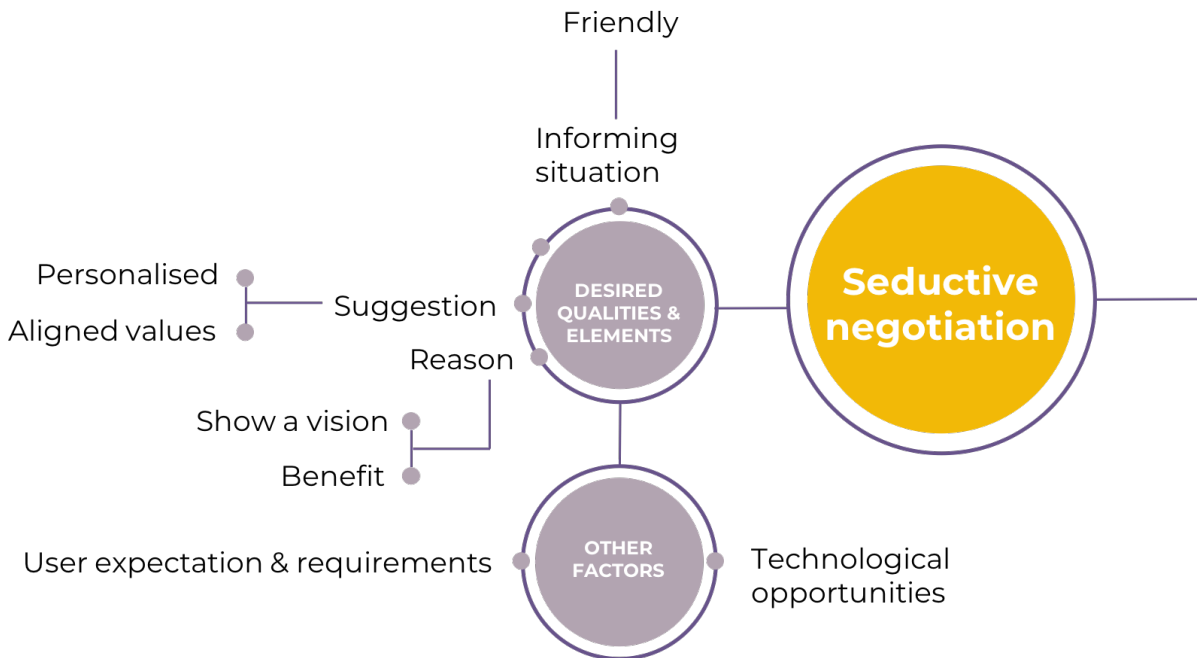 Friendly
Informing
situation
Personalised
Aligned values
Suggestion
Reason
Show a vision
Benefit
DESIRED
QUALITIES &
ELEMENTS
Seductive
negotiation
User expectation & requirements
OTHER
FACTORS
Technological
opportunities